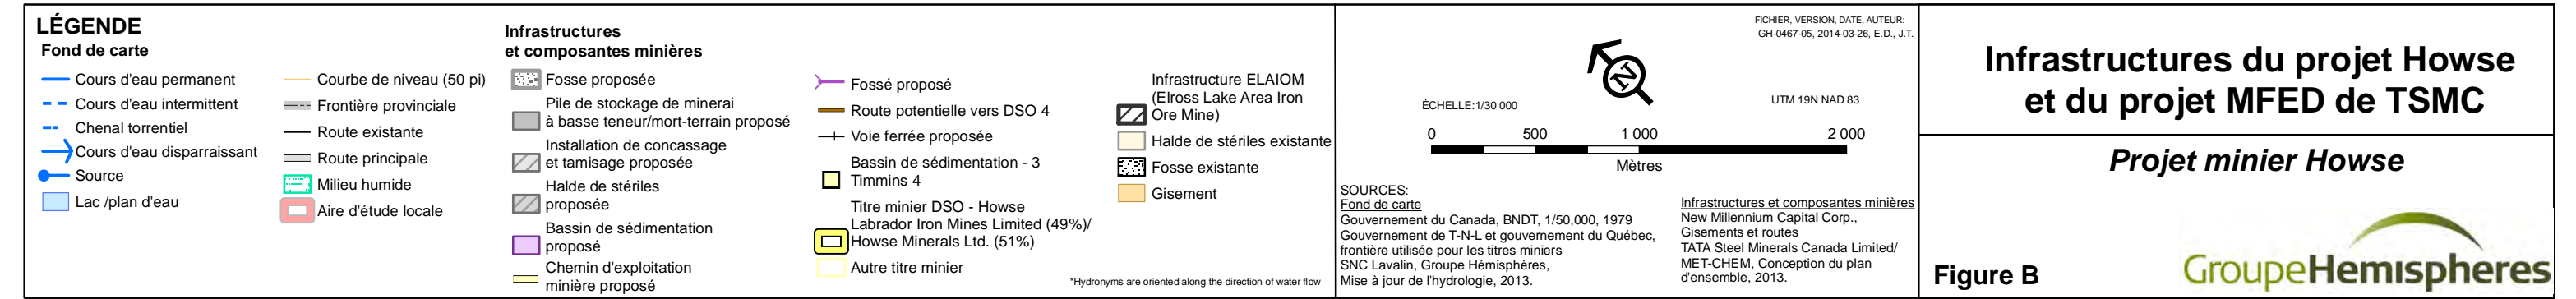 LÉGENDE
Fond de carte
Cours d'eau permanent
Cours d'eau intermittent
Chenal torrentiel
Cours d'eau disparraissant
Source
Lac /plan d'eau
Courbe de niveau (50 pi)
Frontière provinciale
Route existante
Route principale
Milieu humide
Aire d'étude locale
Infrastructures
et composantes minières
Fosse proposée
Pile de stockage de minerai
à basse teneur/mort-terrain proposé
Installation de concassage
et tamisage proposée
Halde de stériles
proposée
Bassin de sédimentation
proposé
Chemin d'exploitation
minière proposé
Fossé proposé
Route potentielle vers DSO 4
Voie ferrée proposée
Bassin de sédimentation - 3
Timmins 4
Titre minier DSO - Howse
Labrador Iron Mines Limited (49%)/
Howse Minerals Ltd. (51%)
Autre titre minier
Infrastructure ELAIOM
(Elross Lake Area Iron
Ore Mine)
Halde de stériles existante
Fosse existante
Gisement
*Hydronyms are oriented along the direction of water flow
FICHIER, VERSION, DATE, AUTEUR:
GH-0467-05, 2014-03-26, E.D., J.T.
N
ÉCHELLE:1/30 000
UTM 19N NAD 83
0 500 1 000 2 000
Mètres
SOURCES:
Fond de carte
Gouvernement du Canada, BNDT, 1/50,000, 1979
Gouvernement de T-N-L et gouvernement du Québec,
frontière utilisée pour les titres miniers
SNC Lavalin, Groupe Hémisphères,
Mise à jour de l'hydrologie, 2013.
Infrastructures et composantes minières
New Millennium Capital Corp.,
Gisements et routes
TATA Steel Minerals Canada Limited/
MET-CHEM, Conception du plan
d'ensemble, 2013.
Infrastructures du projet Howse
et du projet MFED de TSMC
Projet minier Howse
Figure B
GroupeHemispheres